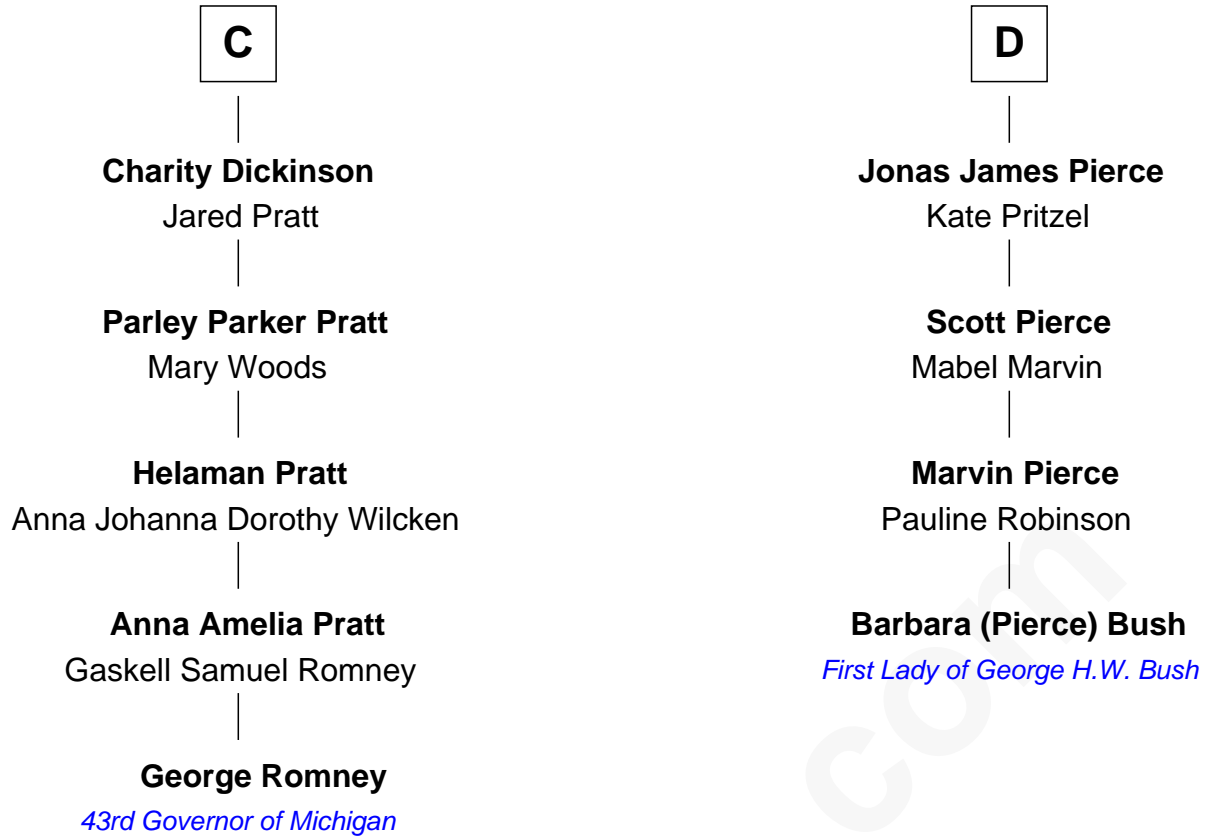 C
Charity Dickinson
Jared Pratt
Parley Parker Pratt
Mary Woods
Helaman Pratt
Anna Johanna Dorothy Wilcken
Anna Amelia Pratt
Gaskell Samuel Romney
George Romney
43rd Governor of Michigan
D
Jonas James Pierce
Kate Pritzel
Scott Pierce
Mabel Marvin
Marvin Pierce
Pauline Robinson
Barbara (Pierce) Bush
First Lady of George H.W. Bush
com